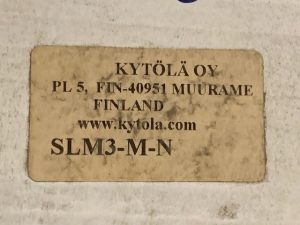 KYTÖLÄ OY
PL 5, FIN-40951 MUURAME
FINLAND
www.kytola.com
SLM3-M-N